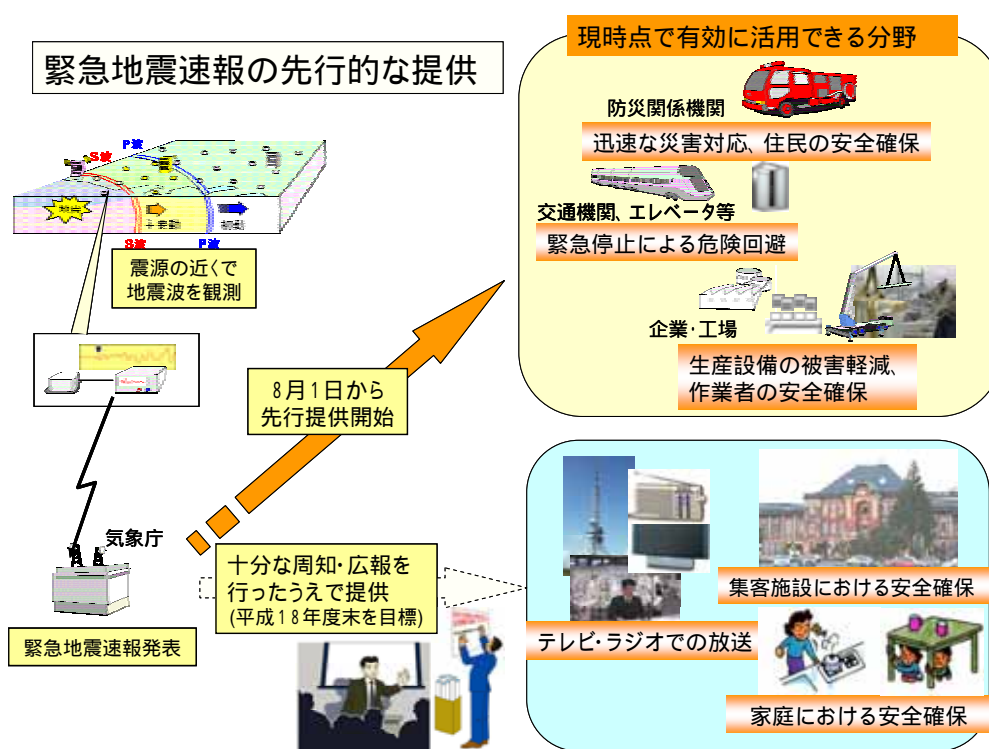 緊急地震速報の先行的な提供
S波
P波
地震
主要動
初動
S波
P波
震源の近くで
地震波を観測
8月1日から
先行提供開始
気象庁
緊急地震速報発表
十分な周知・広報を
行ったうえで提供
(平成18年度末を目標)
現時点で有効に活用できる分野
防災関係機関
迅速な災害対応、住民の安全確保
交通機関、エレベータ等
緊急停止による危険回避
企業・工場
生産設備の被害軽減、
作業者の安全確保
テレビ・ラジオでの放送
集客施設における安全確保
家庭における安全確保